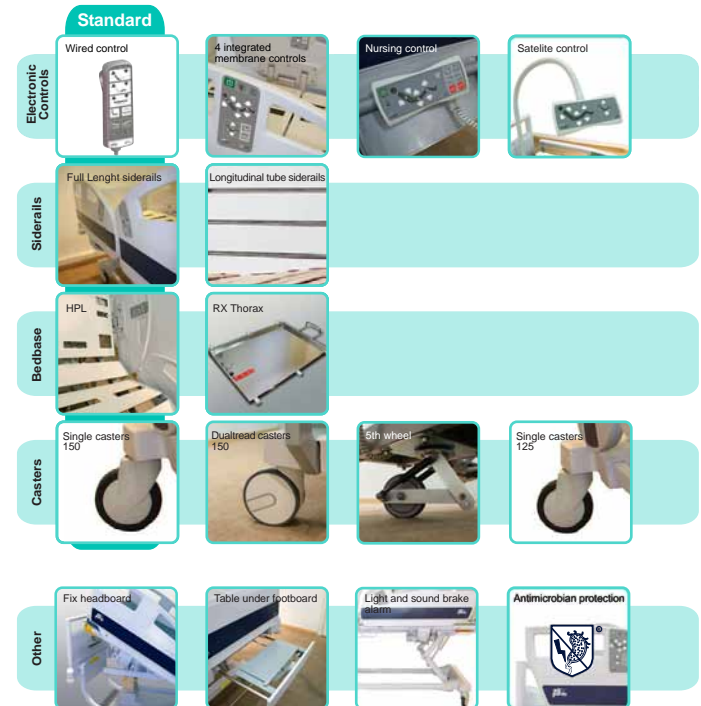 Standard
Electronic
Controls
Wired control
4 integrated
membrane controls
Nursing control
Satelite control
Siderails
Full Lenght siderails
Longitudinal tube siderails
Bedbase
HPL
RX Thorax
Casters
Single casters
150
Dualtread casters
150
5th wheel
Single casters
125
Other
Fix headboard
Table under footboard
Light and sound brake
alarm
Antimicrobian protection